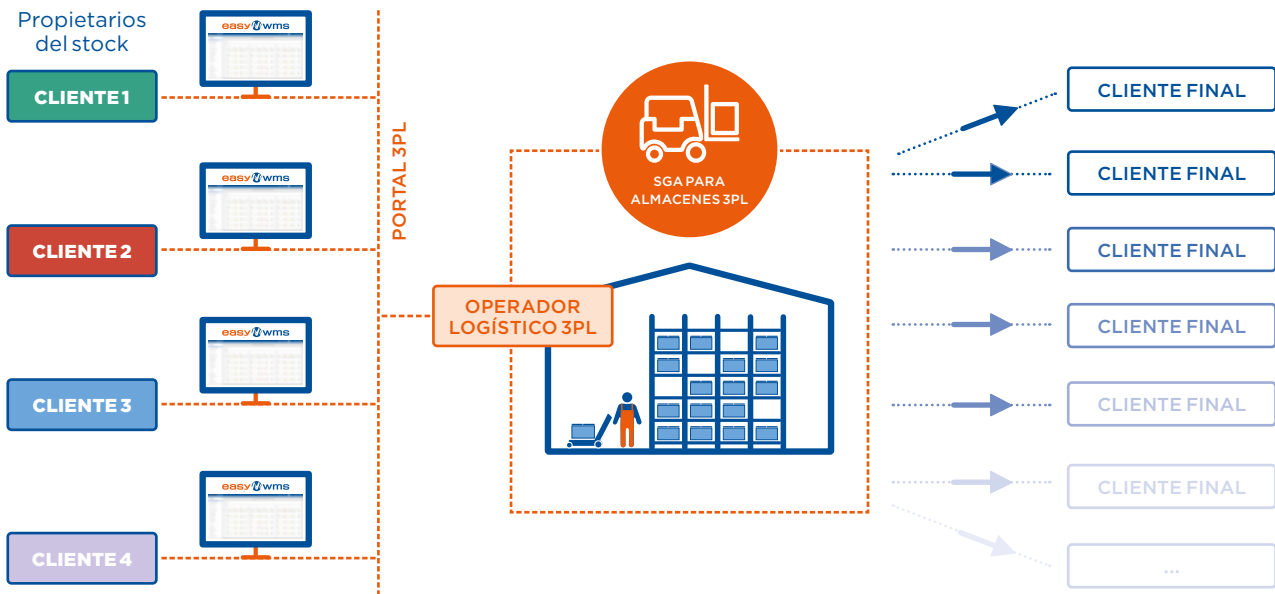 Propietarios
del stock
easy wms
CLIENTE 1
easy wms
CLIENTE 2
easy wms
CLIENTE 3
easy wms
CLIENTE 4
PORTAL 3PL
SGA PARA
ALMACENES 3PL
OPERADOR
LOGÍSTICO 3PL
CLIENTE FINAL
CLIENTE FINAL
CLIENTE FINAL
CLIENTE FINAL
CLIENTE FINAL
CLIENTE FINAL
...